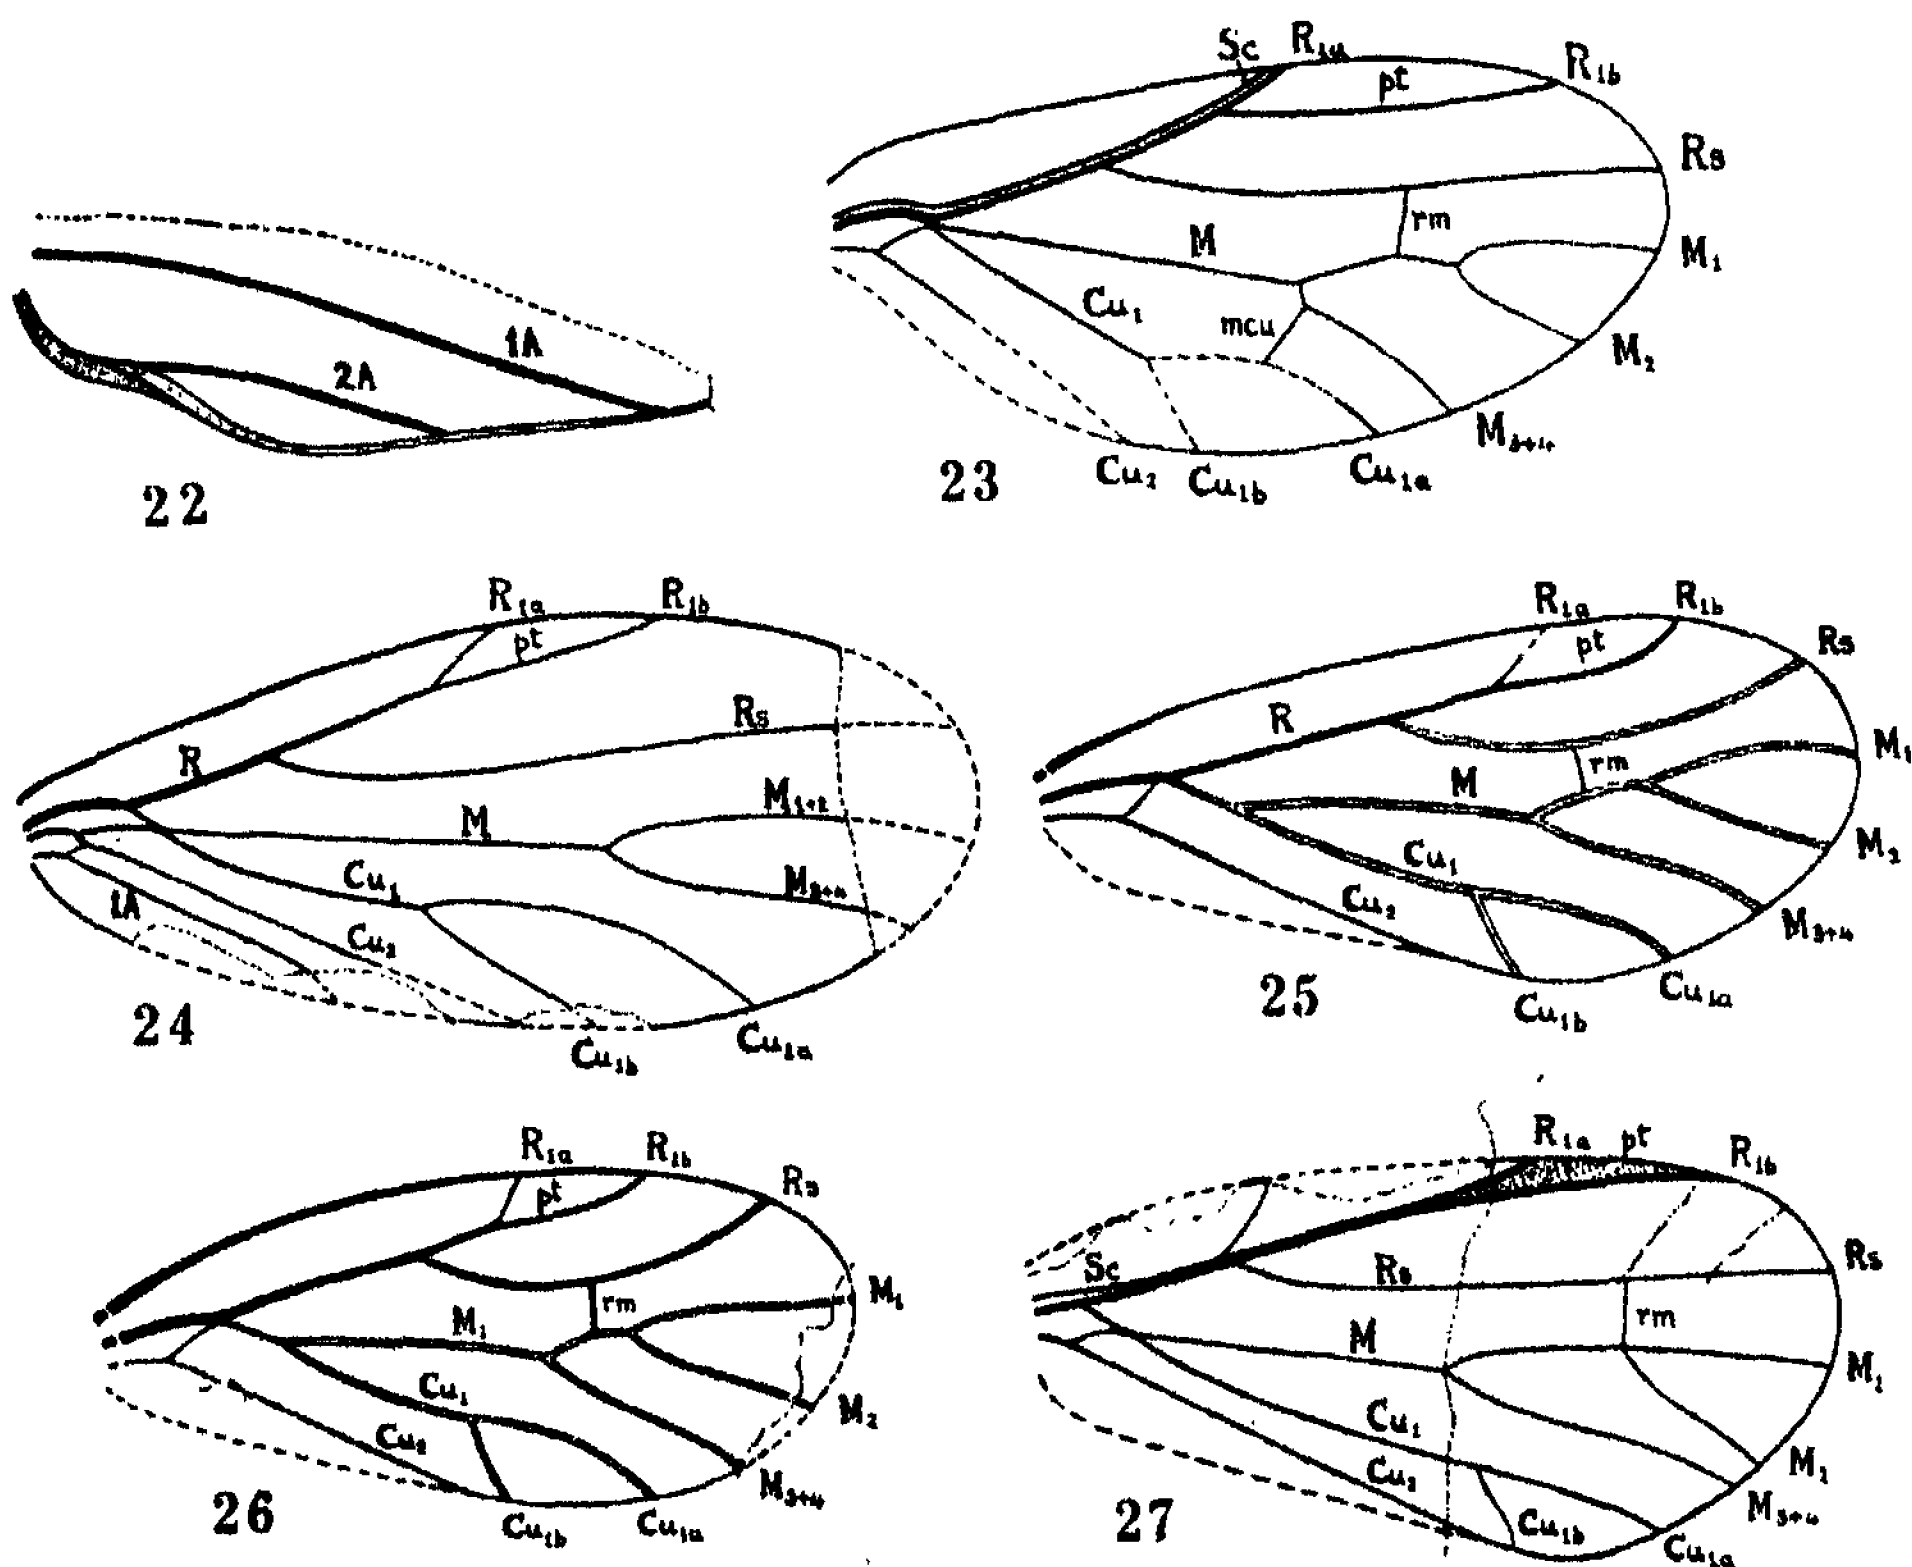 1A
2A
22
Sc R1a R1b
pt
Rs
rm
M
M1
Cu1
mcu
M2
M3+4
Cu2 Cu1b Cu1a
23
R1a R1b
pt
Rs
R
M1+2
M
Cu1
M3+4
1A
Cu2
Cu1b Cu1a
24
R1a R1b
pt
Rs
R
M1
rm
M
Cu1
M2
Cu2
M3+4
Cu1b Cu1a
25
R1a R1b
pt
Rs
rm
M1
M1
Cu1
M2
Cu2
M3+4
Cu1b Cu1a
26
R1a pt R1b
Sc
Rs
Rs
rm
M
M1
Cu1
Cu2
M1
M3+4
Cu1b
Cu1a
27